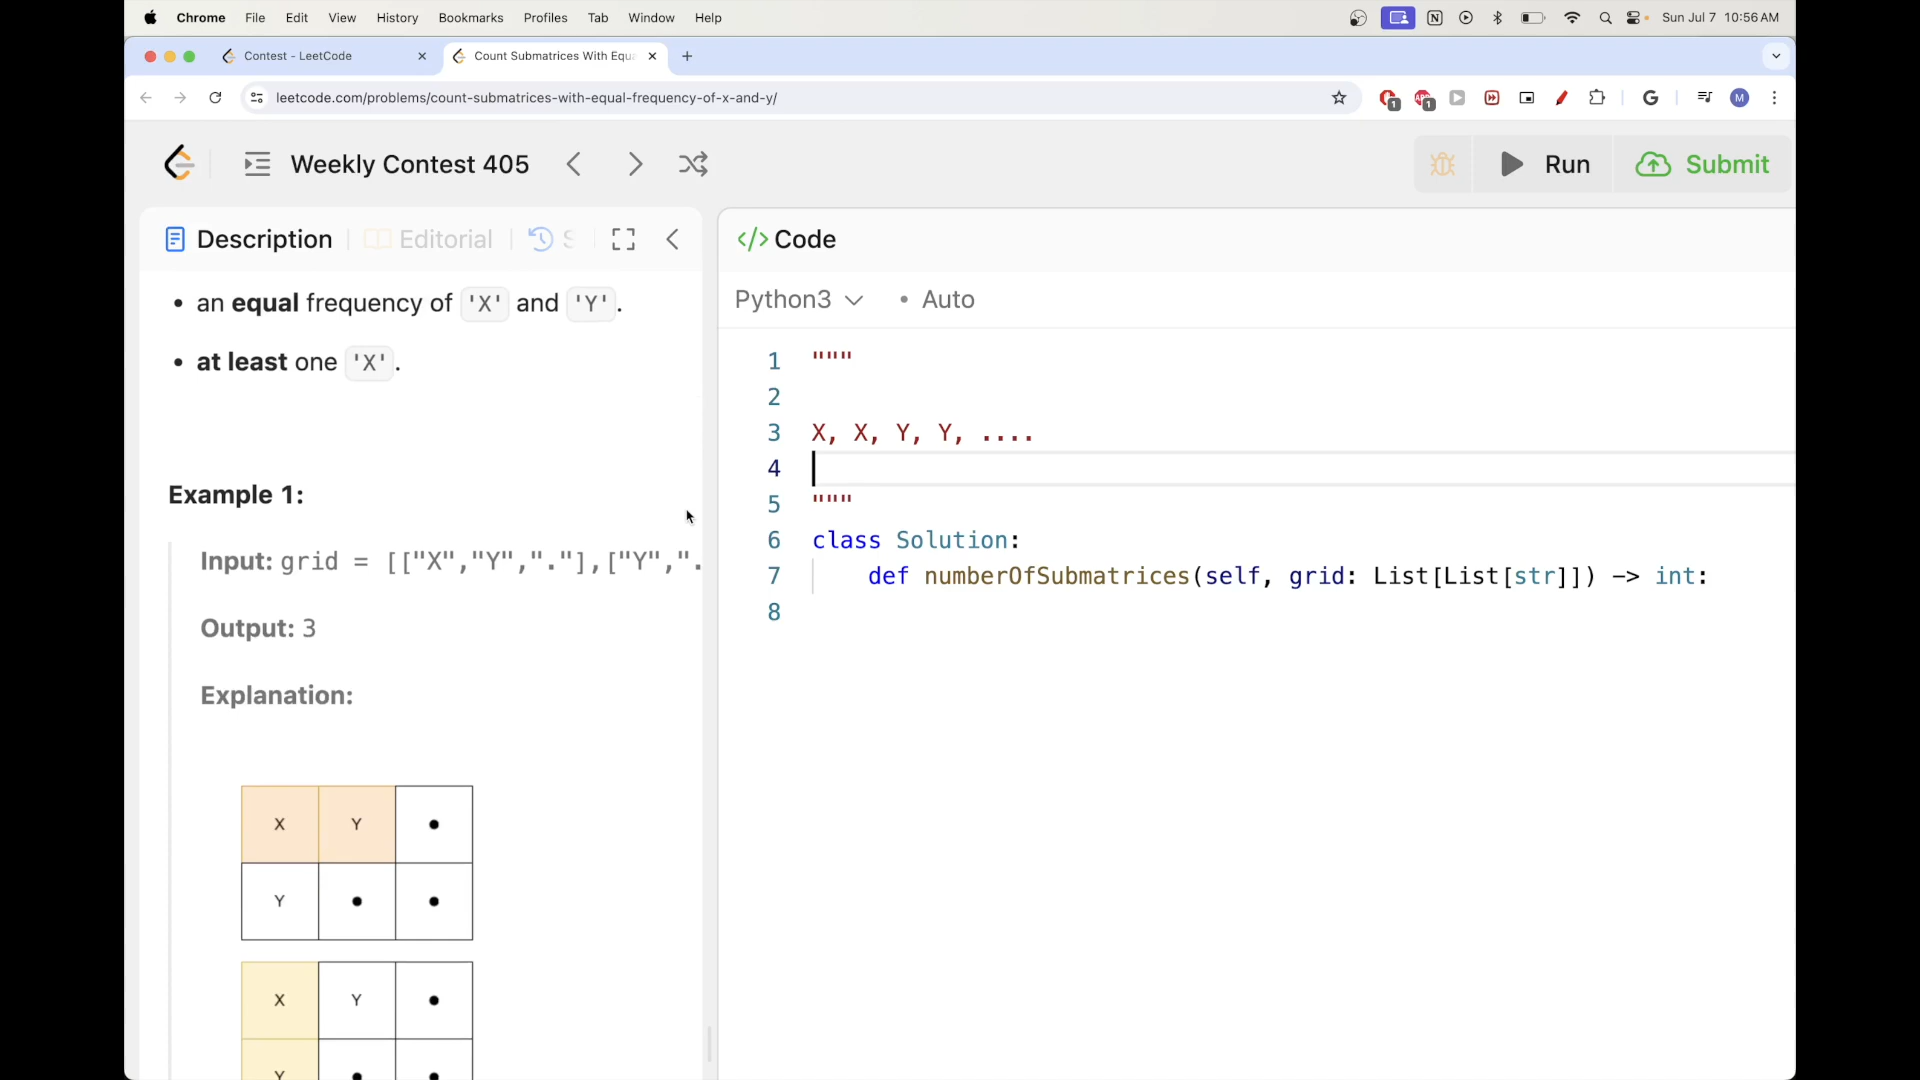 Chrome File Edit View History Bookmarks Profiles Tab Window Help Sun Jul 7 10:56 AM
Contest - LeetCode Count Submatrices With Equa
leetcode.com/problems/count-submatrices-with-equal-frequency-of-x-and-y/
Weekly Contest 405 Run Submit
Description Editorial S
</> Code
• an equal frequency of 'X' and 'Y'.
• at least one 'X'.
Example 1:
Input: grid = [["X","Y","."],["Y",".
Output: 3
Explanation:
X Y •
Y • •
X Y •
Y • •
Python3 • Auto
1 """
2
3 X, X, Y, Y, ....
4
5 """
6 class Solution:
7 def numberOfSubmatrices(self, grid: List[List[str]]) -> int:
8